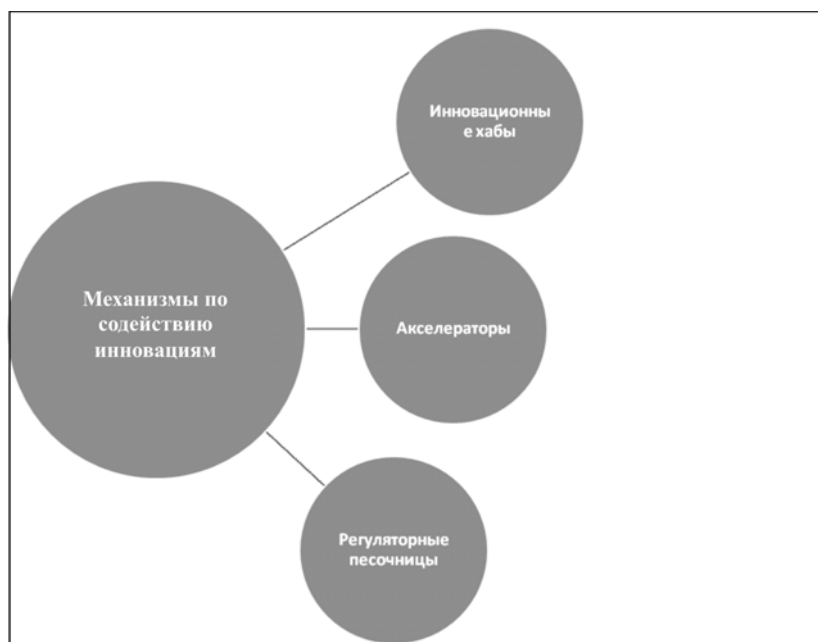 Инновационны
е хабы
Механизмы по
содействию
инновациям
Акселераторы
Регуляторные
песочницы